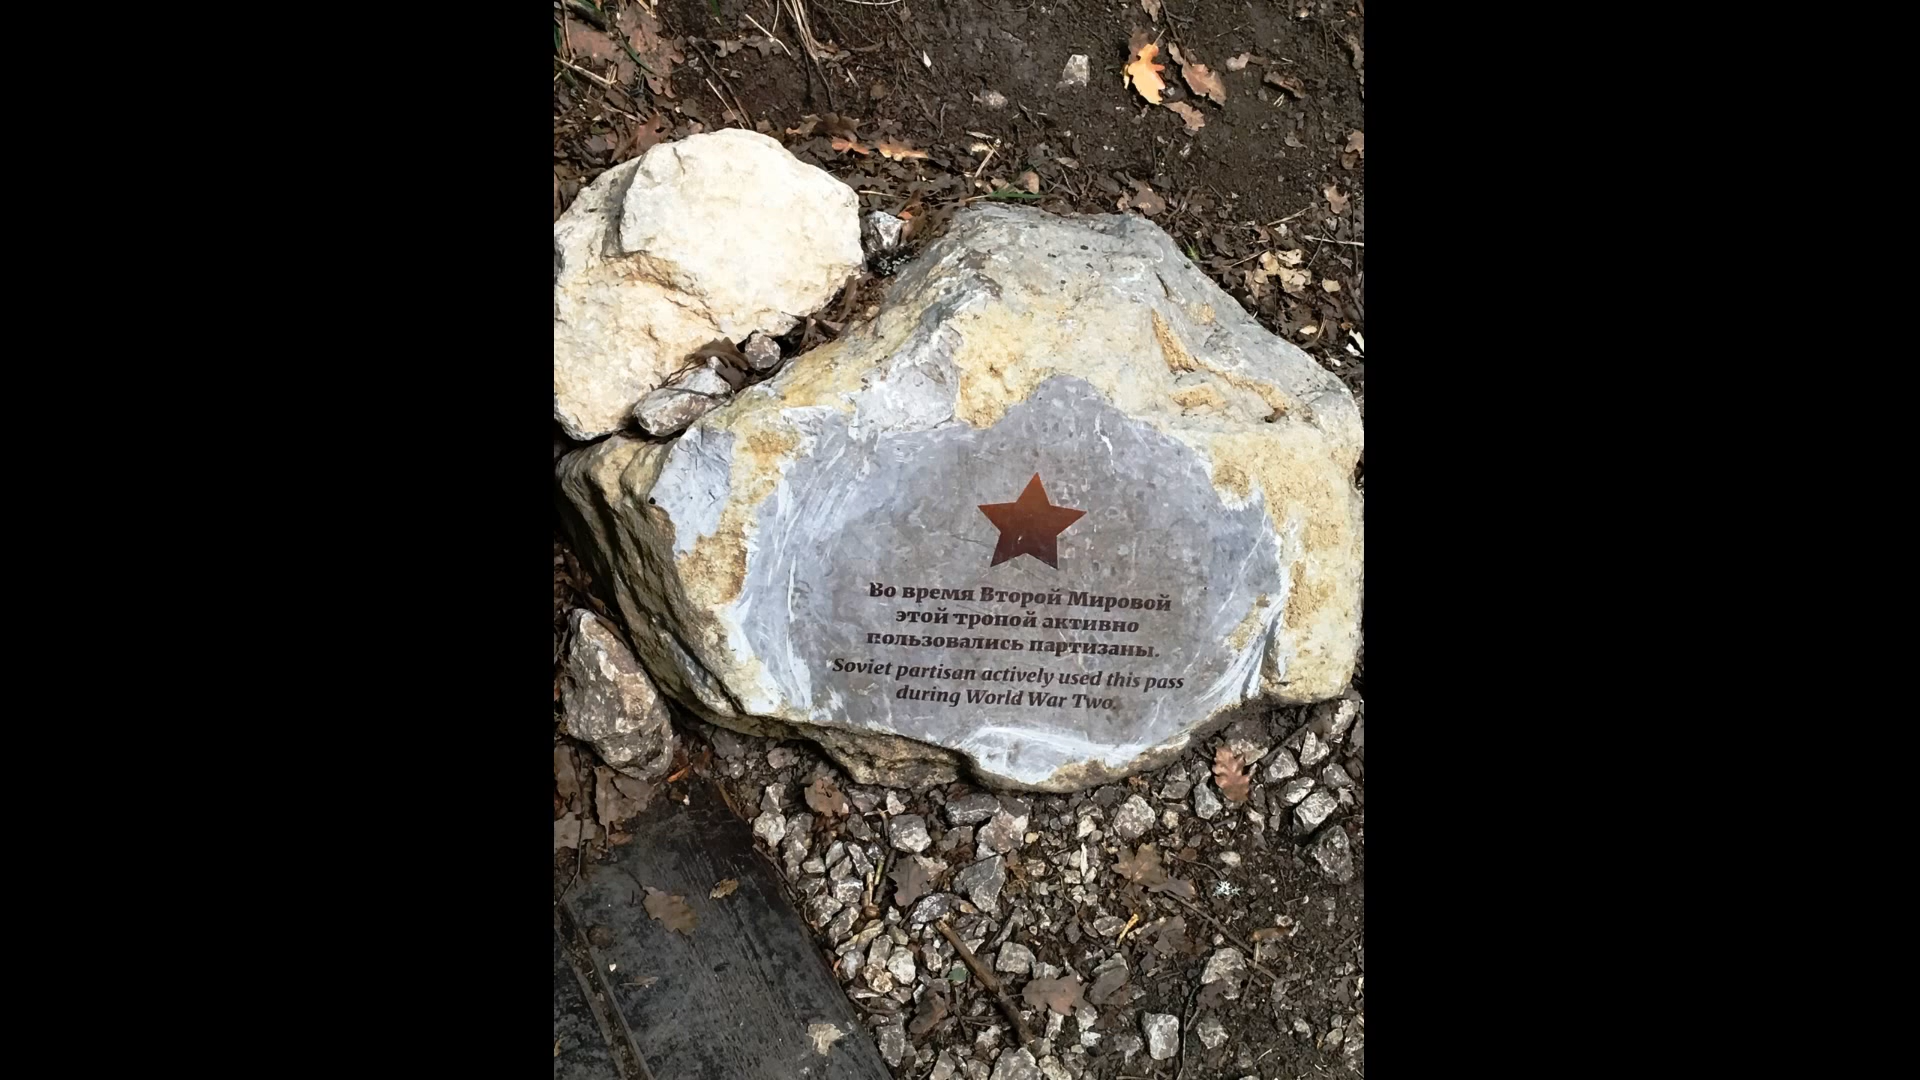 Во время Второй Мировой
этой тропой активно
пользовались партизаны.
Soviet partisan actively used this pass
during World War Two.